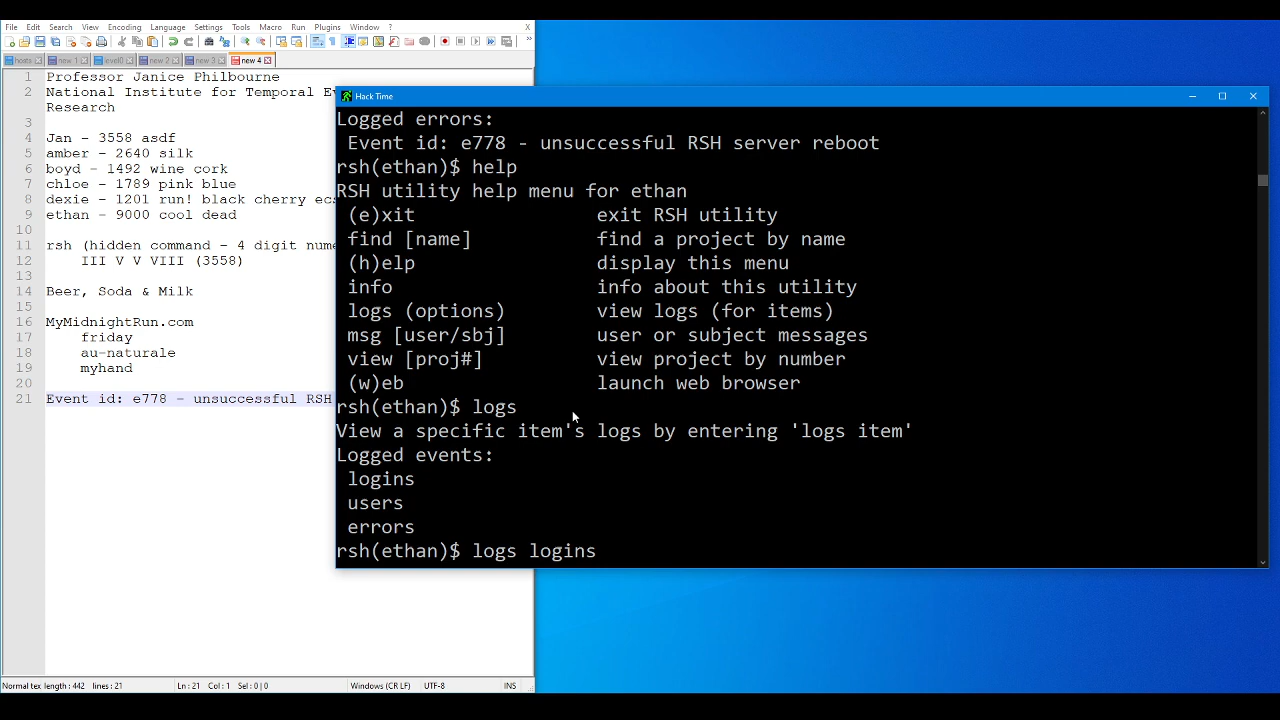 File Edit Search View Encoding Language Settings Tools Macro Run Plugins Window ? X
hosts new 1 level0 new 2 new 3 new 4
1 Professor Janice Philbourne
2 National Institute for Temporal
Research
3
4 Jan - 3558 asdf
5 amber - 2640 silk
6 boyd - 1492 wine cork
7 chloe - 1789 pink blue
8 dexie - 1201 run! black cherry
9 ethan - 9000 cool dead
10
11 rsh (hidden command - 4 digit
12 III V V VIII (3558)
13
14 Beer, Soda & Milk
15
16 MyMidnightRun.com
17 friday
18 au-naturale
19 myhand
20
21 Event id: e778 - unsuccessful RSH
Normal tex length: 442 lines: 21 Ln: 21 Col: 1 Sel: 0 | 0 Windows (CR LF) UTF-8 INS
Hack Time
Logged errors:
Event id: e778 - unsuccessful RSH server reboot
rsh(ethan)$ help
RSH utility help menu for ethan
(e)xit exit RSH utility
find [name] find a project by name
(h)elp display this menu
info info about this utility
logs (options) view logs (for items)
msg [user/sbj] user or subject messages
view [proj#] view project by number
(w)eb launch web browser
rsh(ethan)$ logs
View a specific item's logs by entering 'logs item'
Logged events:
logins
users
errors
rsh(ethan)$ logs logins